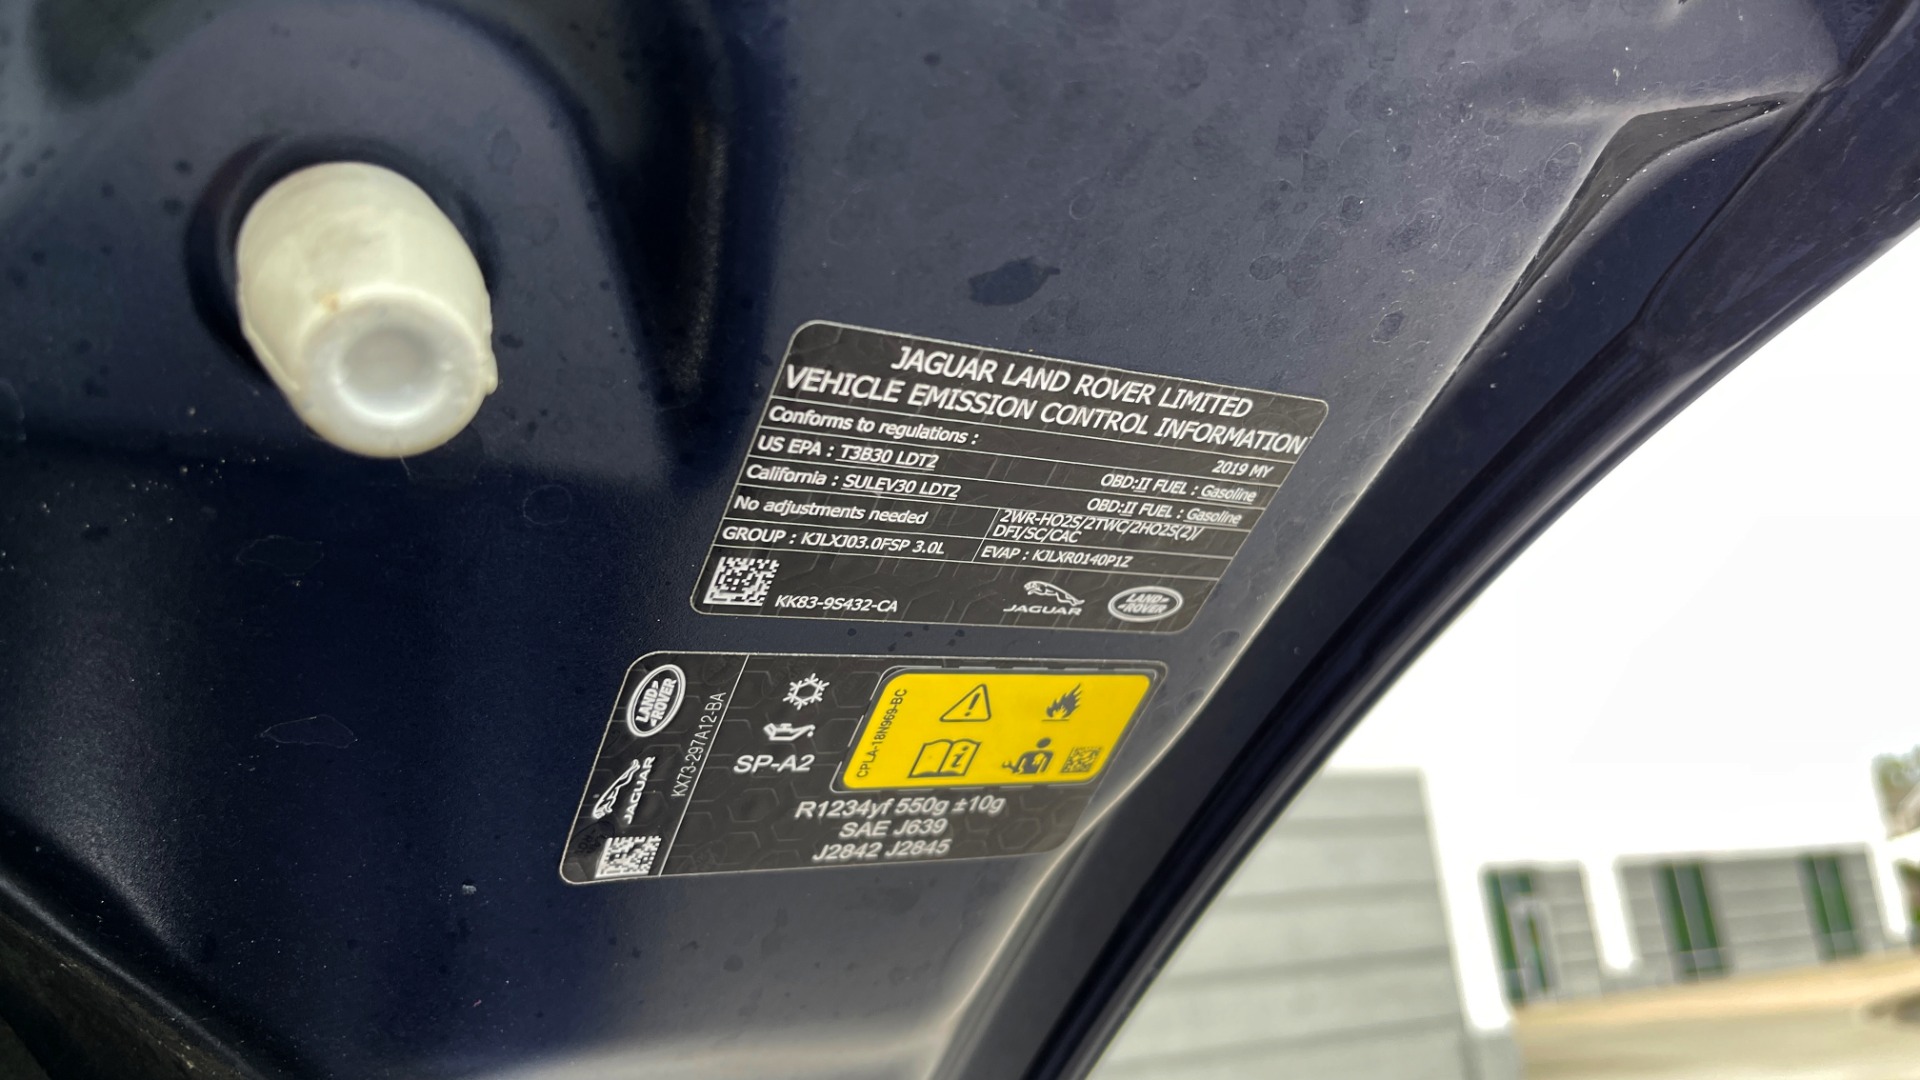 JAGUAR LAND ROVER LIMITED
VEHICLE EMISSION CONTROL INFORMATION
Conforms to regulations : 2019 MY
US EPA : T3B30 LDT2 OBD:II FUEL : Gasoline
California : SULEV30 LDT2 OBD:II FUEL : Gasoline
No adjustments needed
2WR-HO2S/2TWC/2HO2S(2)/
DFI/SC/CAC
GROUP : KJLXJ03.0FSP 3.0L EVAP : KJLXR0140P1Z
KK83-9S432-CA
JAGUAR
LAND
ROVER
LAND
ROVER
JAGUAR
KX73-297A12-BA
SP-A2
CPLA-18N969-BC
R1234yf 550g ±10g
SAE J639
J2842 J2845